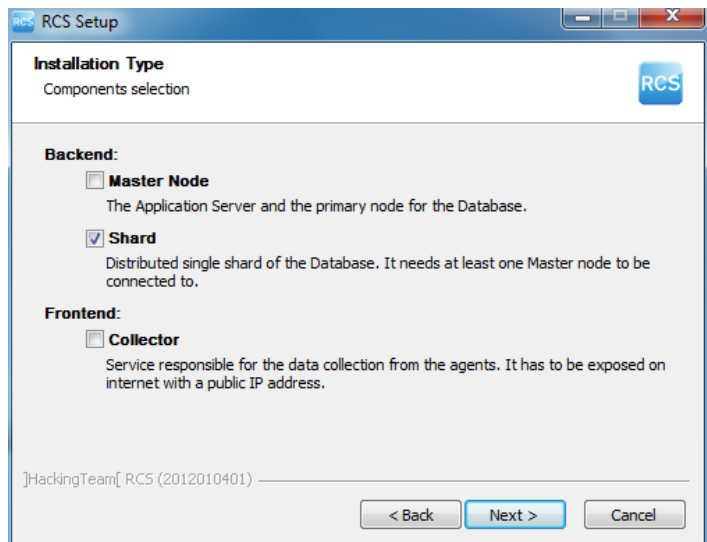 RCS RCS Setup
Installation Type
Components selection
RCS
Backend:
Master Node
The Application Server and the primary node for the Database.
Shard
Distributed single shard of the Database. It needs at least one Master node to be
connected to.
Frontend:
Collector
Service responsible for the data collection from the agents. It has to be exposed on
internet with a public IP address.
]HackingTeam[ RCS (2012010401)
< Back Next > Cancel